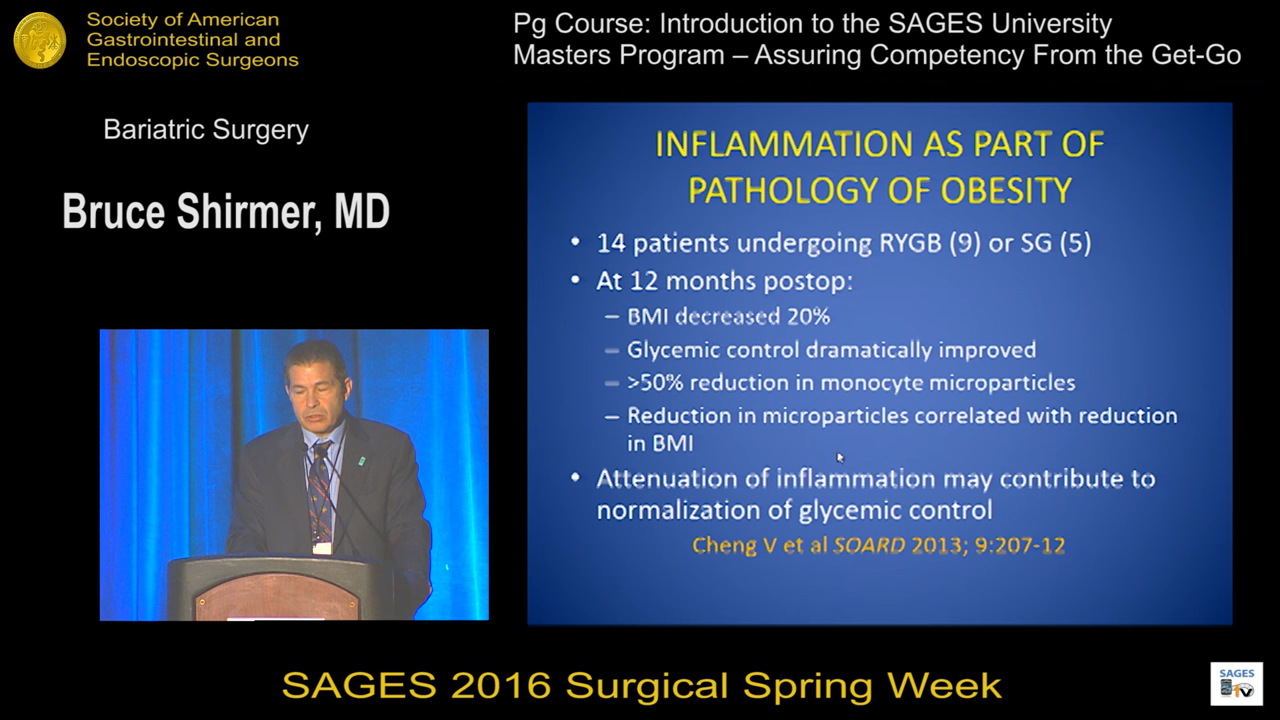 Society of American
Gastrointestinal and
Endoscopic Surgeons
Pg Course: Introduction to the SAGES University
Masters Program – Assuring Competency From the Get-Go
Bariatric Surgery
Bruce Shirmer, MD
INFLAMMATION AS PART OF
PATHOLOGY OF OBESITY
• 14 patients undergoing RYGB (9) or SG (5)
• At 12 months postop:
– BMI decreased 20%
– Glycemic control dramatically improved
– >50% reduction in monocyte microparticles
– Reduction in microparticles correlated with reduction
in BMI
• Attenuation of inflammation may contribute to
normalization of glycemic control
Cheng V et al SOARD 2013; 9:207-12
SAGES 2016 Surgical Spring Week
SAGES
tv